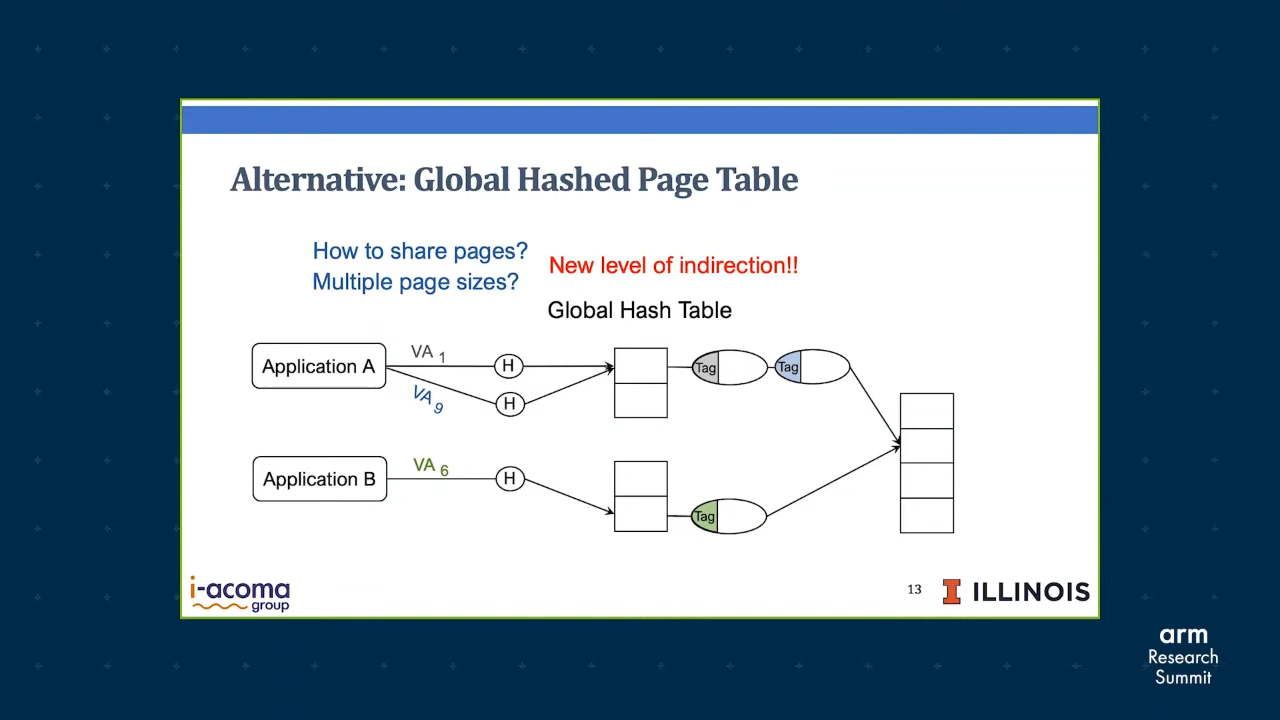 Alternative: Global Hashed Page Table
How to share pages?
Multiple page sizes?
New level of indirection!!
Global Hash Table
Application A
VA 1
H
Tag
Tag
VA 9
H
Application B
VA 6
H
Tag
i-acoma
group
13
I ILLINOIS
arm
Research
Summit